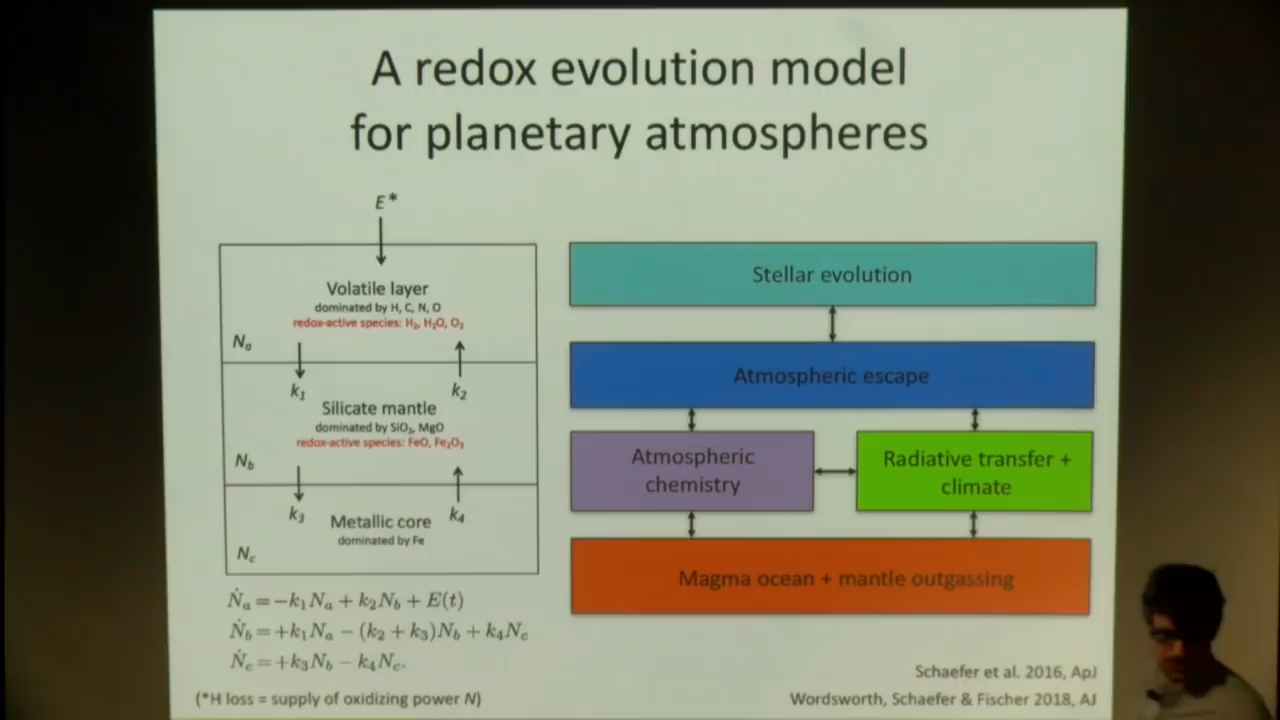 A redox evolution model
for planetary atmospheres
E*
Volatile layer
dominated by H, C, N, O
redox-active species: H₂, H₂O, O₂
Nₐ
k₁
k₂
Silicate mantle
dominated by SiO₂, MgO
redox-active species: FeO, Fe₂O₃
N_b
k₃
k₄
Metallic core
dominated by Fe
N_c
Ṅₐ = −k₁Nₐ + k₂N_b + E(t)
Ṅ_b = +k₁Nₐ − (k₂ + k₃)N_b + k₄N_c
Ṅ_c = +k₃N_b − k₄N_c.
(*H loss = supply of oxidizing power N)
Stellar evolution
Atmospheric escape
Atmospheric
chemistry
Radiative transfer +
climate
Magma ocean + mantle outgassing
Schaefer et al. 2016, ApJ
Wordsworth, Schaefer & Fischer 2018, AJ